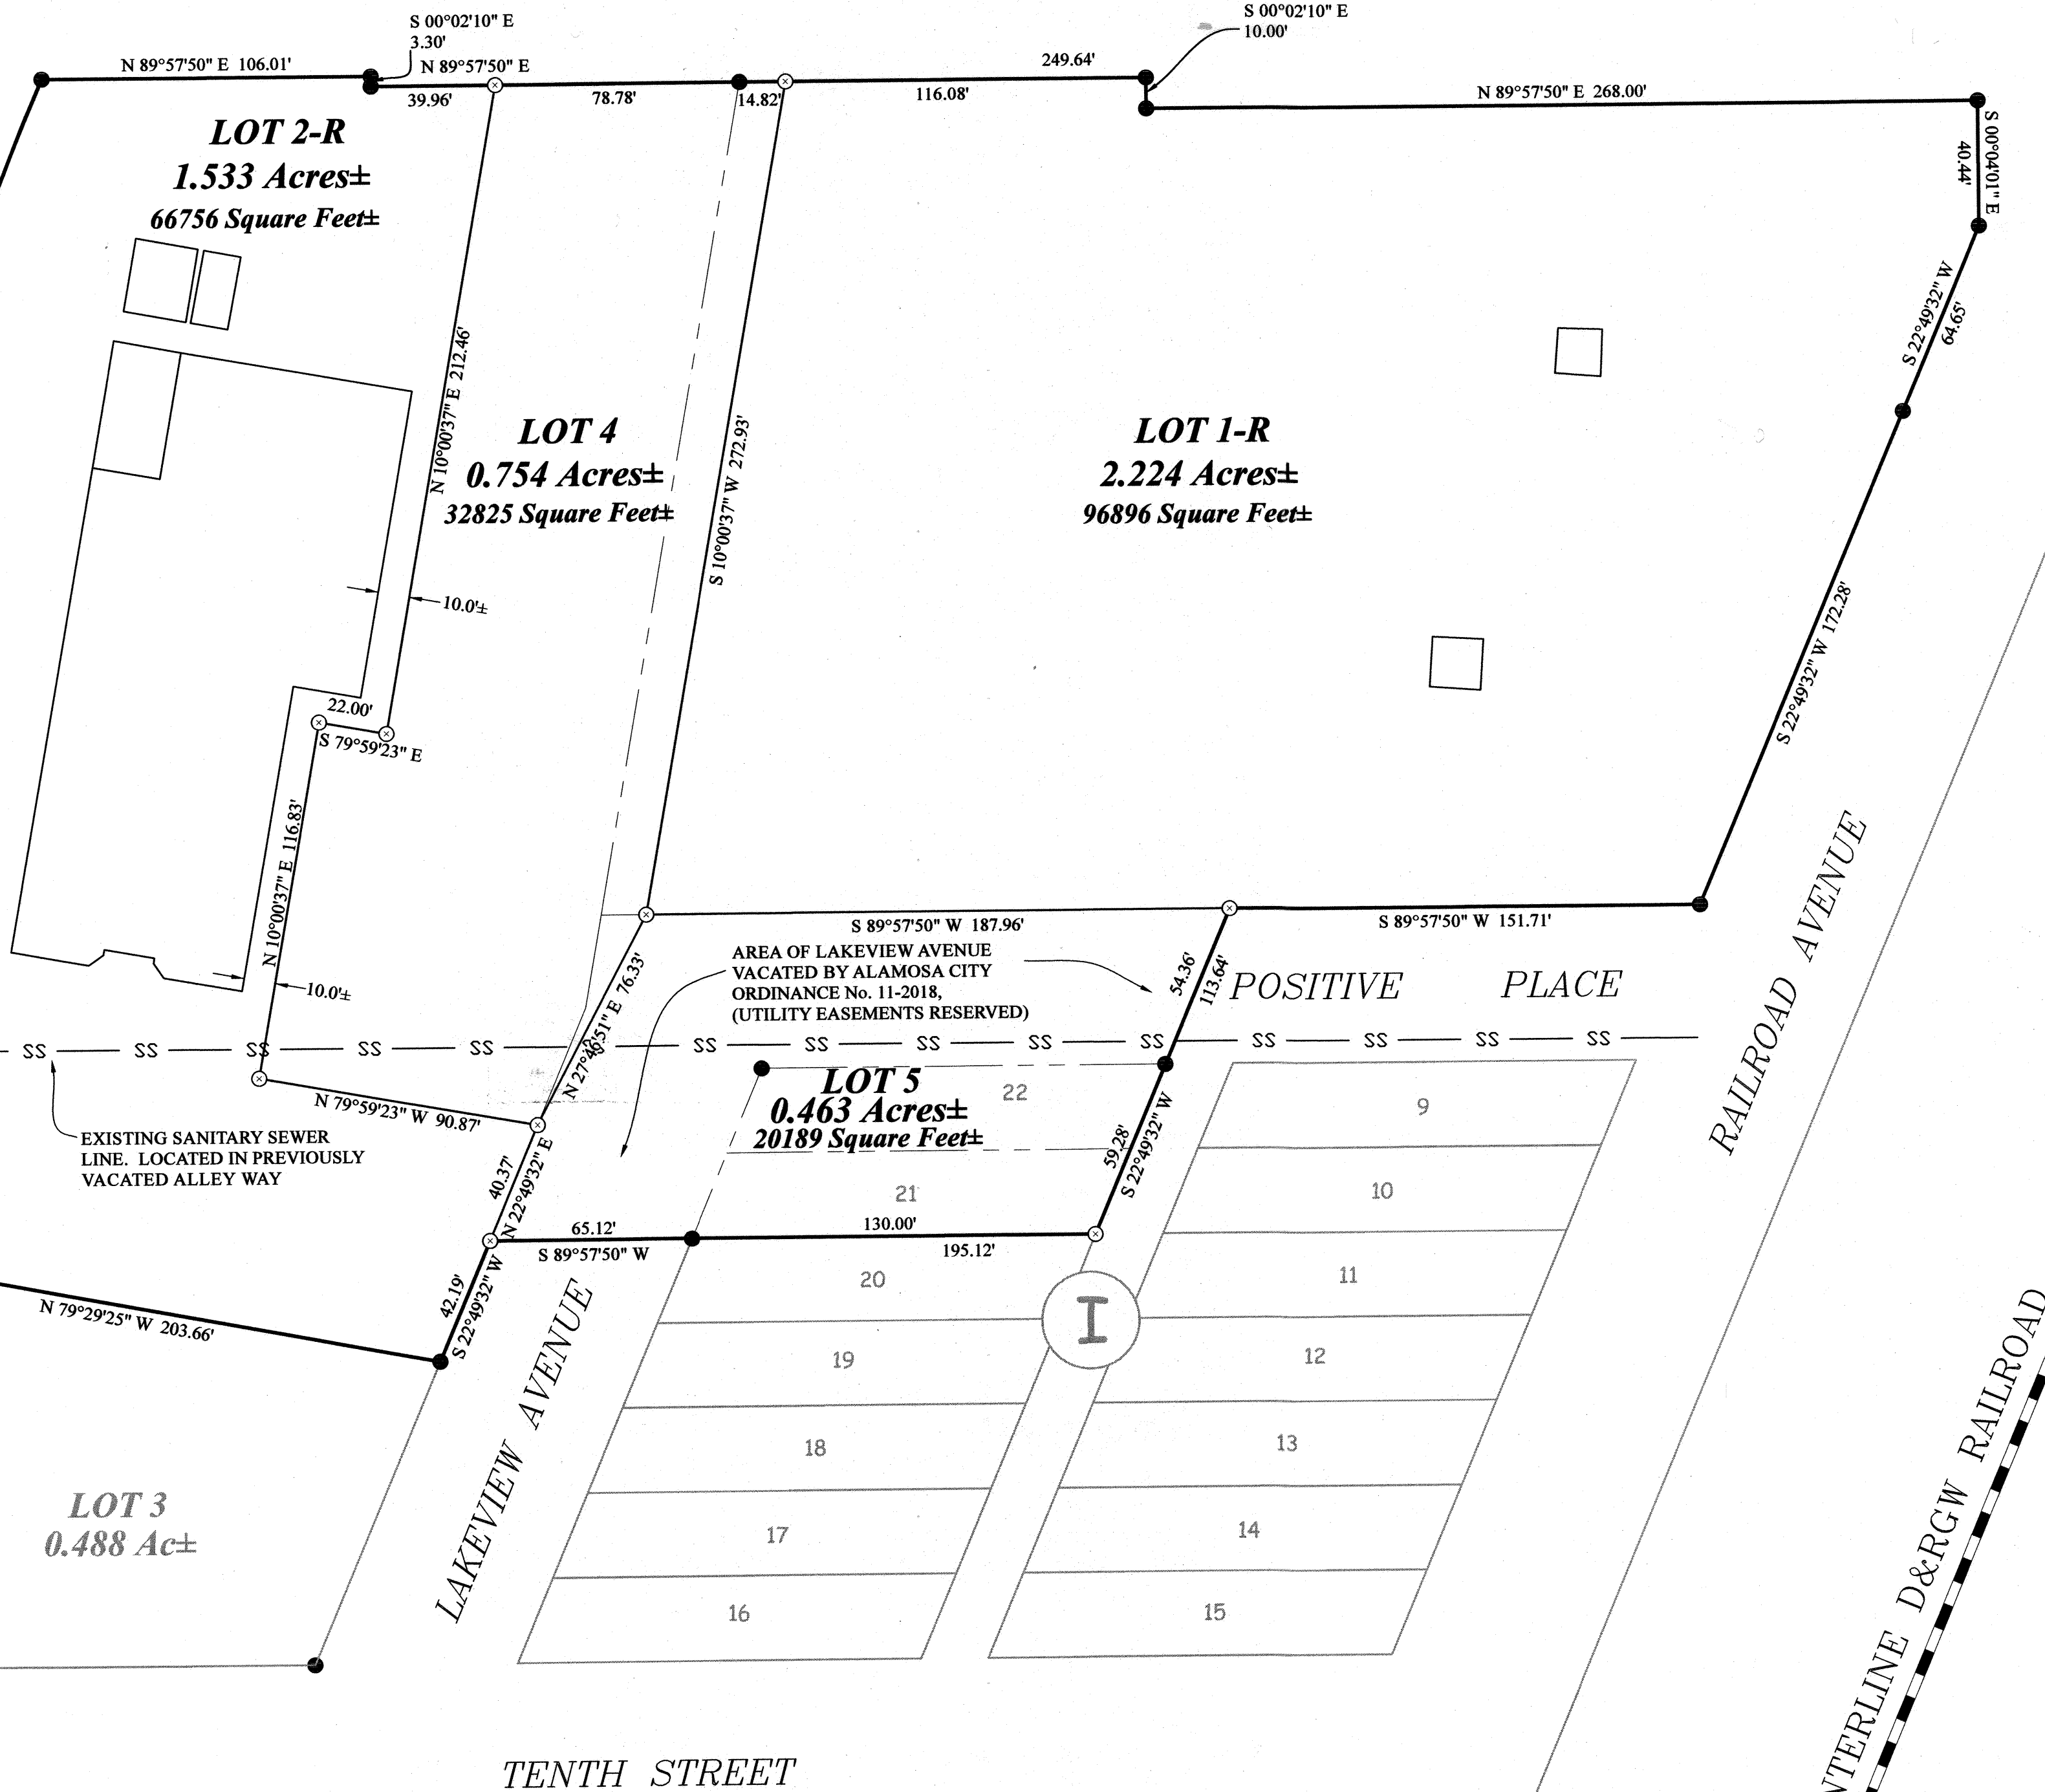 S 00°02'10" E
3.30'
S 00°02'10" E
10.00'
N 89°57'50" E 106.01'
N 89°57'50" E
249.64'
39.96'
78.78'
14.82'
116.08'
N 89°57'50" E 268.00'
S 00°04'01" E
40.44'
LOT 2-R
1.533 Acres±
66756 Square Feet±
S 22°49'32" W
64.65'
N 10°00'37" E 212.46'
LOT 4
0.754 Acres±
32825 Square Feet±
S 10°00'37" W 272.93'
LOT 1-R
2.224 Acres±
96896 Square Feet±
10.0'±
S 22°49'32" W 172.28'
22.00'
S 79°59'23" E
N 10°00'37" E 116.83'
S 89°57'50" W 187.96'
S 89°57'50" W 151.71'
AREA OF LAKEVIEW AVENUE
VACATED BY ALAMOSA CITY
ORDINANCE No. 11-2018,
(UTILITY EASEMENTS RESERVED)
54.36'
113.64'
POSITIVE PLACE
RAILROAD AVENUE
10.0'±
N 27°46'51" E 76.33'
SS SS SS SS SS SS SS SS SS SS SS SS SS SS SS
LOT 5
0.463 Acres±
20189 Square Feet±
22
9
N 79°59'23" W 90.87'
EXISTING SANITARY SEWER
LINE. LOCATED IN PREVIOUSLY
VACATED ALLEY WAY
40.37'
N 22°49'32" E
59.28'
S 22°49'32" W
21
10
65.12'
S 89°57'50" W
130.00'
195.12'
42.19'
S 22°49'32" W
N 79°29'25" W 203.66'
20
11
I
19
12
LAKEVIEW AVENUE
18
13
LOT 3
0.488 Ac±
17
14
16
15
NTERLINE D&RGW RAILROAD
TENTH STREET